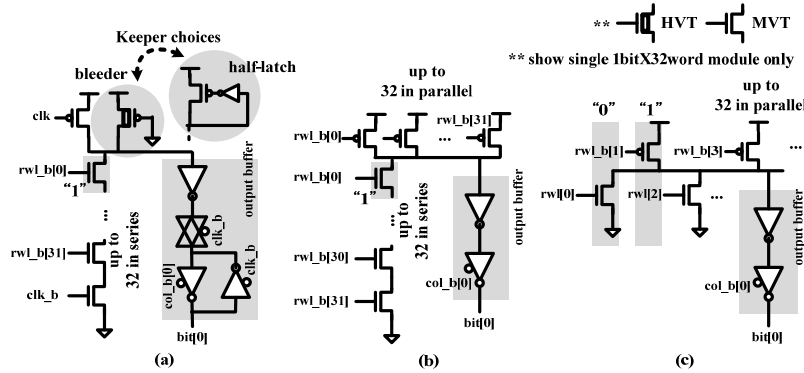 ** HVT MVT
** show single 1bitX32word module only
Keeper choices
bleeder
half-latch
clk
rwl_b[0]
"1"
...
rwl_b[31]
up to
32 in series
clk_b
output buffer
clk_b
clk_b
col_b[0]
bit[0]
(a)
up to
32 in parallel
rwl_b[31]
rwl_b[0]
...
rwl_b[0]
"1"
...
up to
32 in series
rwl_b[30]
rwl_b[31]
output buffer
col_b[0]
bit[0]
(b)
up to
32 in parallel
"0" "1"
rwl_b[1]
rwl_b[3]
...
rwl[0]
rwl[2]
...
output buffer
col_b[0]
bit[0]
(c)